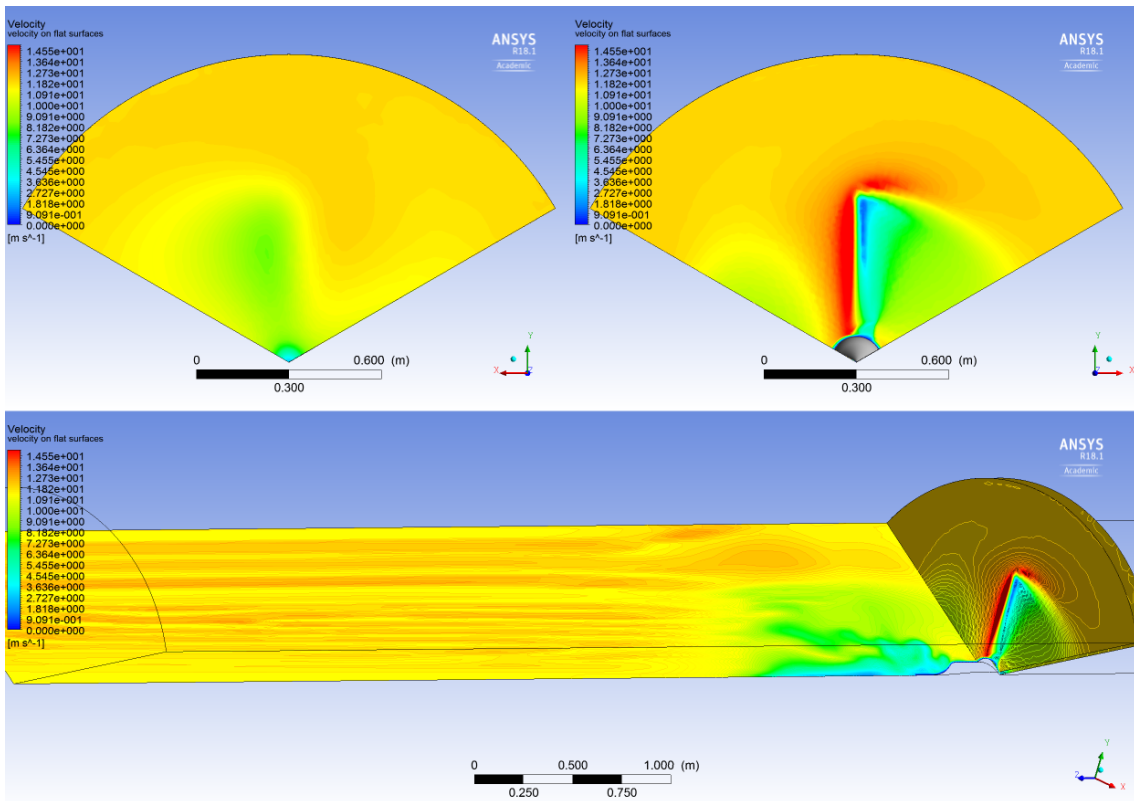 Velocity
velocity on flat surfaces
1.455e+001
1.364e+001
1.273e+001
1.182e+001
1.091e+001
1.000e+001
9.091e+000
8.182e+000
7.273e+000
6.364e+000
5.455e+000
4.545e+000
3.636e+000
2.727e+000
1.818e+000
9.091e-001
0.000e+000
[m s^-1]
ANSYS
R18.1
Academic
0 0.600 (m)
0.300
Y
X Z
Velocity
velocity on flat surfaces
1.455e+001
1.364e+001
1.273e+001
1.182e+001
1.091e+001
1.000e+001
9.091e+000
8.182e+000
7.273e+000
6.364e+000
5.455e+000
4.545e+000
3.636e+000
2.727e+000
1.818e+000
9.091e-001
0.000e+000
[m s^-1]
ANSYS
R18.1
Academic
0 0.600 (m)
0.300
Y
Z X
Velocity
velocity on flat surfaces
1.455e+001
1.364e+001
1.273e+001
1.182e+001
1.091e+001
1.000e+001
9.091e+000
8.182e+000
7.273e+000
6.364e+000
5.455e+000
4.545e+000
3.636e+000
2.727e+000
1.818e+000
9.091e-001
0.000e+000
[m s^-1]
ANSYS
R18.1
Academic
0 0.500 1.000 (m)
0.250 0.750
Y
Z
X